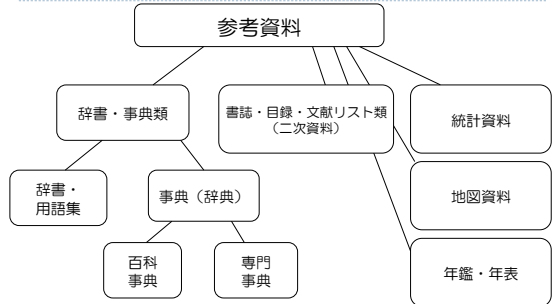 参考資料
辞書・事典類
書誌・目録・文献リスト類
（二次資料）
統計資料
辞書・
用語集
事典（辞典）
地図資料
百科
事典
専門
事典
年鑑・年表